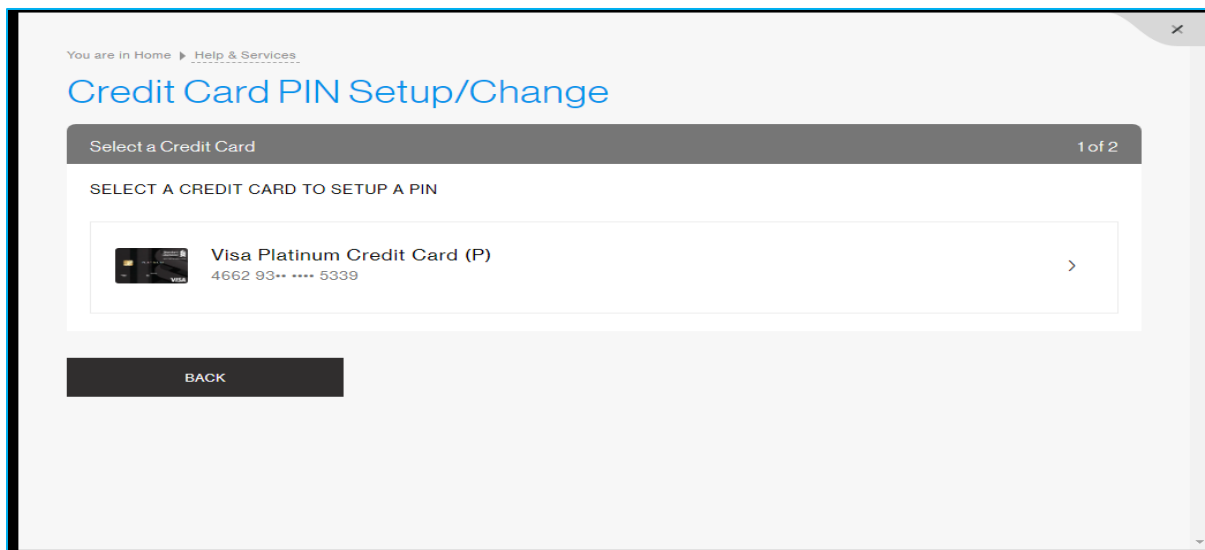 You are in Home ▶ Help & Services
Credit Card PIN Setup/Change
Select a Credit Card 1 of 2
SELECT A CREDIT CARD TO SETUP A PIN
Visa Platinum Credit Card (P)
4662 93•• •••• 5339
VISA
BACK